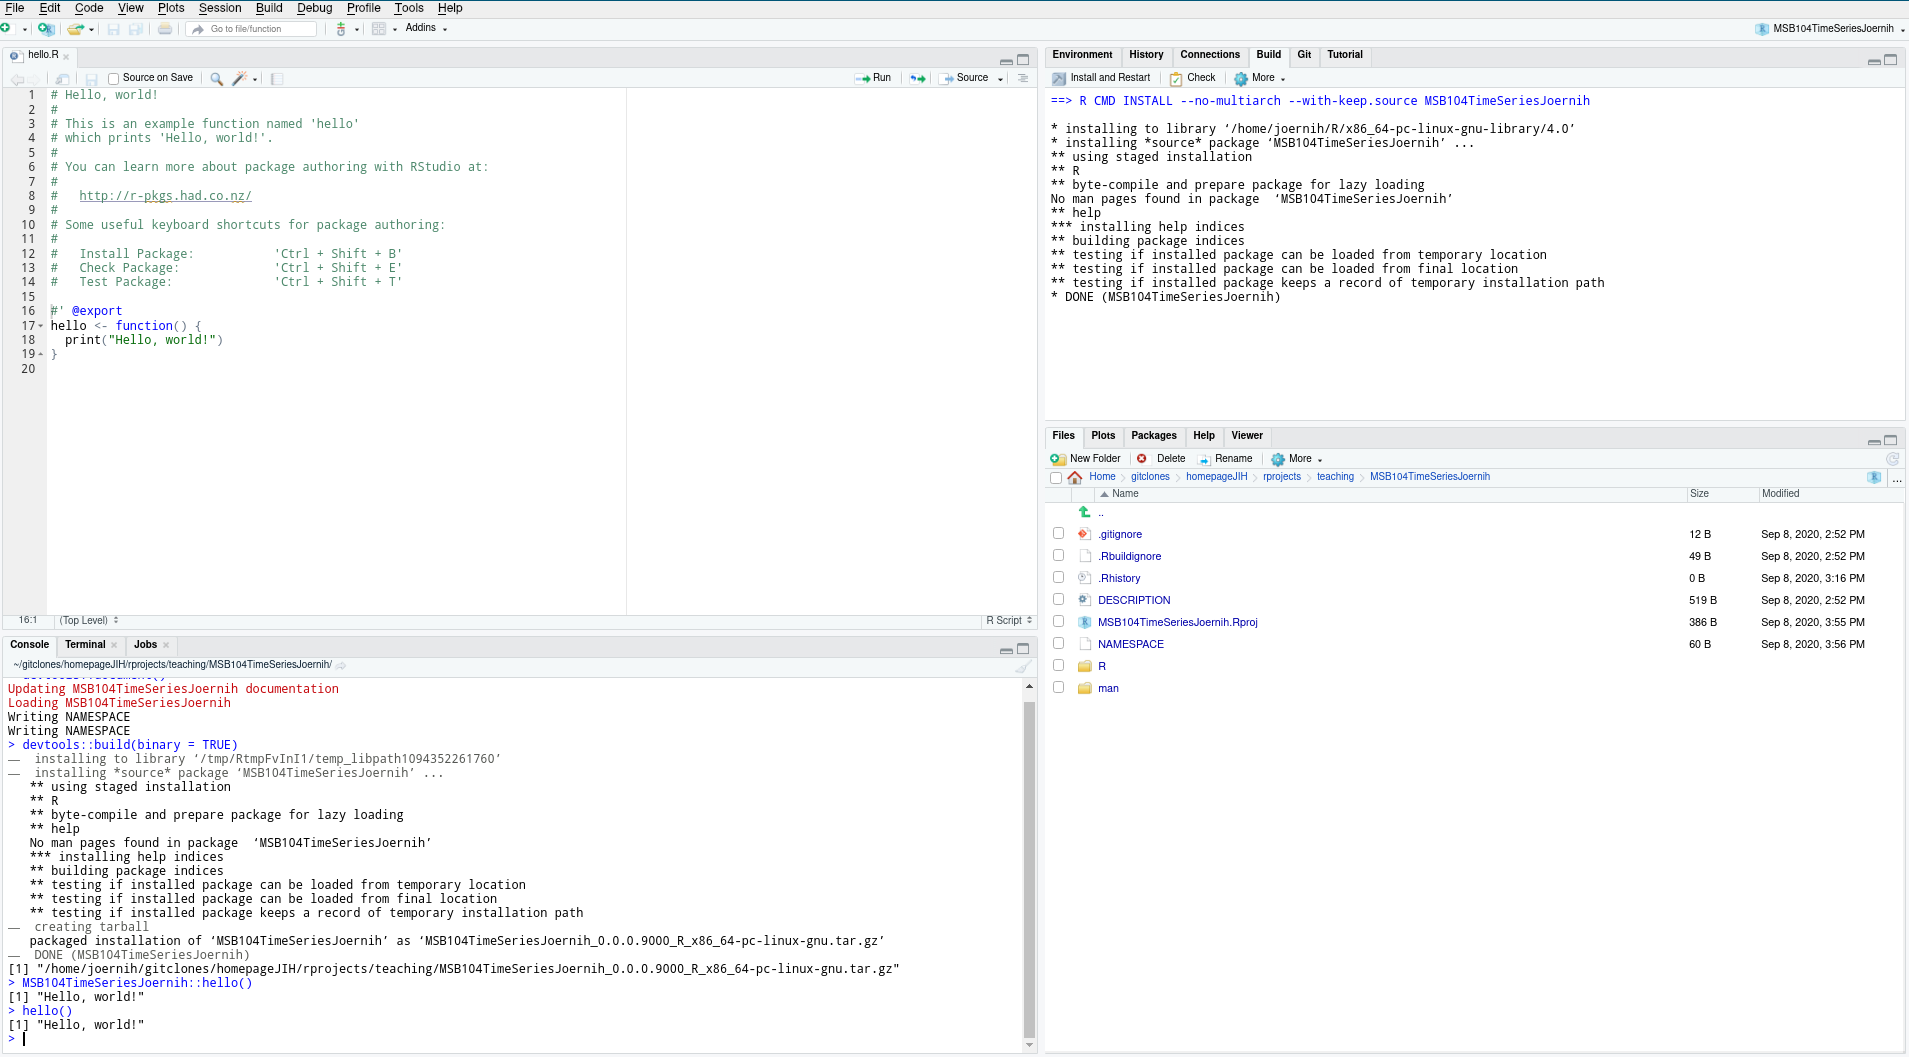 File Edit Code View Plots Session Build Debug Profile Tools Help
Go to file/function Addins MSB104TimeSeriesJoernih
hello.R
Source on Save Run Source
1 # Hello, world!
2 #
3 # This is an example function named 'hello'
4 # which prints 'Hello, world!'.
5 #
6 # You can learn more about package authoring with RStudio at:
7 #
8 #   http://r-pkgs.had.co.nz/
9 #
10 # Some useful keyboard shortcuts for package authoring:
11 #
12 #   Install Package:           'Ctrl + Shift + B'
13 #   Check Package:             'Ctrl + Shift + E'
14 #   Test Package:              'Ctrl + Shift + T'
15
16 #' @export
17 hello <- function() {
18   print("Hello, world!")
19 }
20
16:1 (Top Level) R Script
Console Terminal Jobs
~/gitclones/homepageJIH/rprojects/teaching/MSB104TimeSeriesJoernih/
Updating MSB104TimeSeriesJoernih documentation
Loading MSB104TimeSeriesJoernih
Writing NAMESPACE
Writing NAMESPACE
> devtools::build(binary = TRUE)
— installing to library ‘/tmp/RtmpFvInI1/temp_libpath1094352261760’
— installing *source* package ‘MSB104TimeSeriesJoernih’ ...
** using staged installation
** R
** byte-compile and prepare package for lazy loading
** help
No man pages found in package  ‘MSB104TimeSeriesJoernih’
*** installing help indices
** building package indices
** testing if installed package can be loaded from temporary location
** testing if installed package can be loaded from final location
** testing if installed package keeps a record of temporary installation path
— creating tarball
packaged installation of ‘MSB104TimeSeriesJoernih’ as ‘MSB104TimeSeriesJoernih_0.0.0.9000_R_x86_64-pc-linux-gnu.tar.gz’
— DONE (MSB104TimeSeriesJoernih)
[1] "/home/joernih/gitclones/homepageJIH/rprojects/teaching/MSB104TimeSeriesJoernih_0.0.0.9000_R_x86_64-pc-linux-gnu.tar.gz"
> MSB104TimeSeriesJoernih::hello()
[1] "Hello, world!"
> hello()
[1] "Hello, world!"
>
Environment History Connections Build Git Tutorial
Install and Restart Check More
==> R CMD INSTALL --no-multiarch --with-keep.source MSB104TimeSeriesJoernih
* installing to library ‘/home/joernih/R/x86_64-pc-linux-gnu-library/4.0’
* installing *source* package ‘MSB104TimeSeriesJoernih’ ...
** using staged installation
** R
** byte-compile and prepare package for lazy loading
No man pages found in package  ‘MSB104TimeSeriesJoernih’
** help
*** installing help indices
** building package indices
** testing if installed package can be loaded from temporary location
** testing if installed package can be loaded from final location
** testing if installed package keeps a record of temporary installation path
* DONE (MSB104TimeSeriesJoernih)
Files Plots Packages Help Viewer
New Folder Delete Rename More
Home gitclones homepageJIH rprojects teaching MSB104TimeSeriesJoernih ...
Name Size Modified
..
.gitignore 12 B Sep 8, 2020, 2:52 PM
.Rbuildignore 49 B Sep 8, 2020, 2:52 PM
.Rhistory 0 B Sep 8, 2020, 3:16 PM
DESCRIPTION 519 B Sep 8, 2020, 2:52 PM
MSB104TimeSeriesJoernih.Rproj 386 B Sep 8, 2020, 3:55 PM
NAMESPACE 60 B Sep 8, 2020, 3:56 PM
R
man